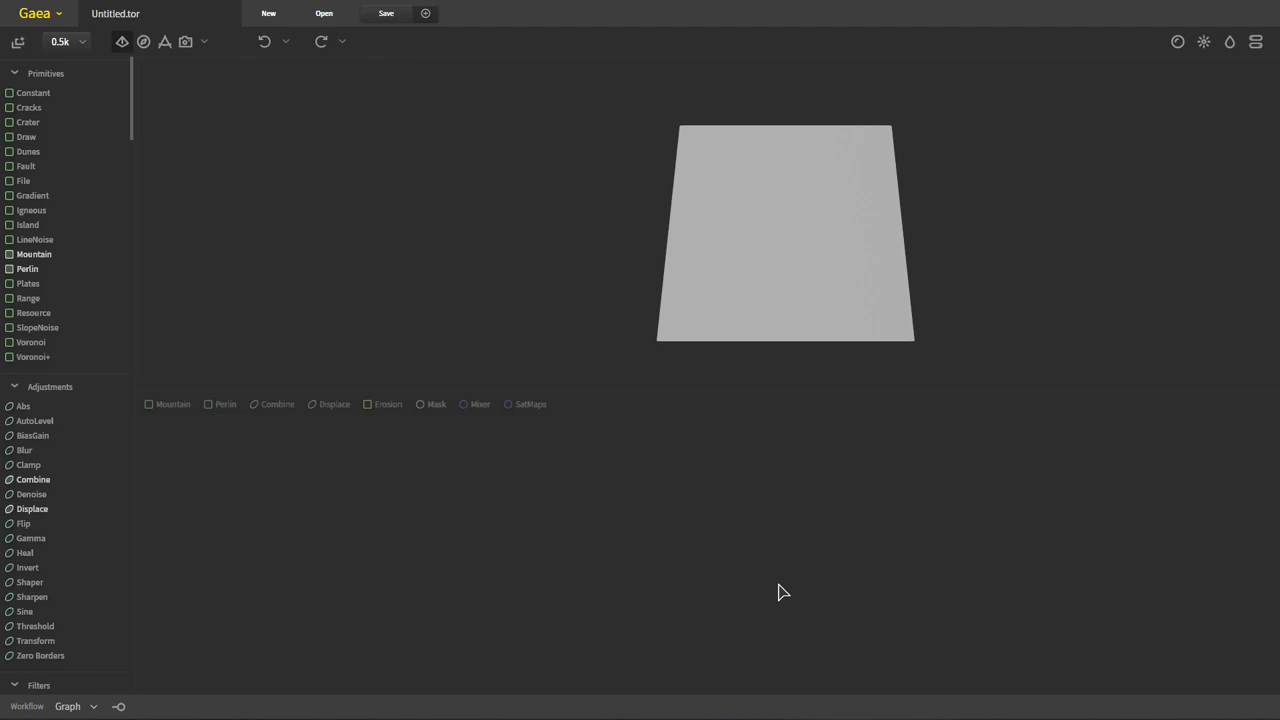 Gaea Untitled.tor New Open Save
0.5k
Primitives
Constant
Cracks
Crater
Draw
Dunes
Fault
File
Gradient
Igneous
Island
LineNoise
Mountain
Perlin
Plates
Range
Resource
SlopeNoise
Voronoi
Voronoi+
Adjustments
Abs
AutoLevel
BiasGain
Blur
Clamp
Combine
Denoise
Displace
Flip
Gamma
Heal
Invert
Shaper
Sharpen
Sine
Threshold
Transform
Zero Borders
Filters
Mountain Perlin Combine Displace Erosion Mask Mixer SatMaps
Workflow Graph